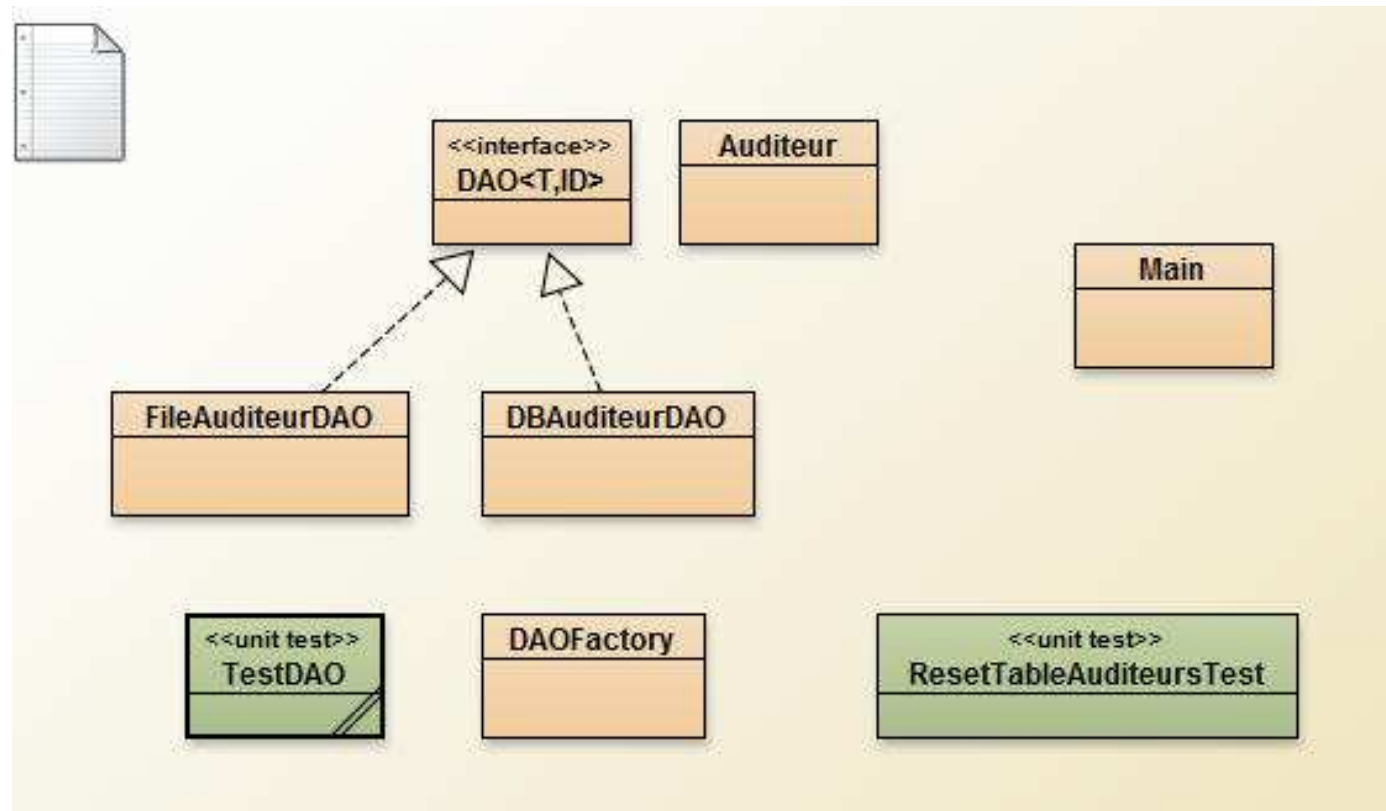 <<interface>>
DAO<T,ID>
Auditeur
Main
FileAuditeurDAO
DBAuditeurDAO
<<unit test>>
TestDAO
DAOFactory
<<unit test>>
ResetTableAuditeursTest